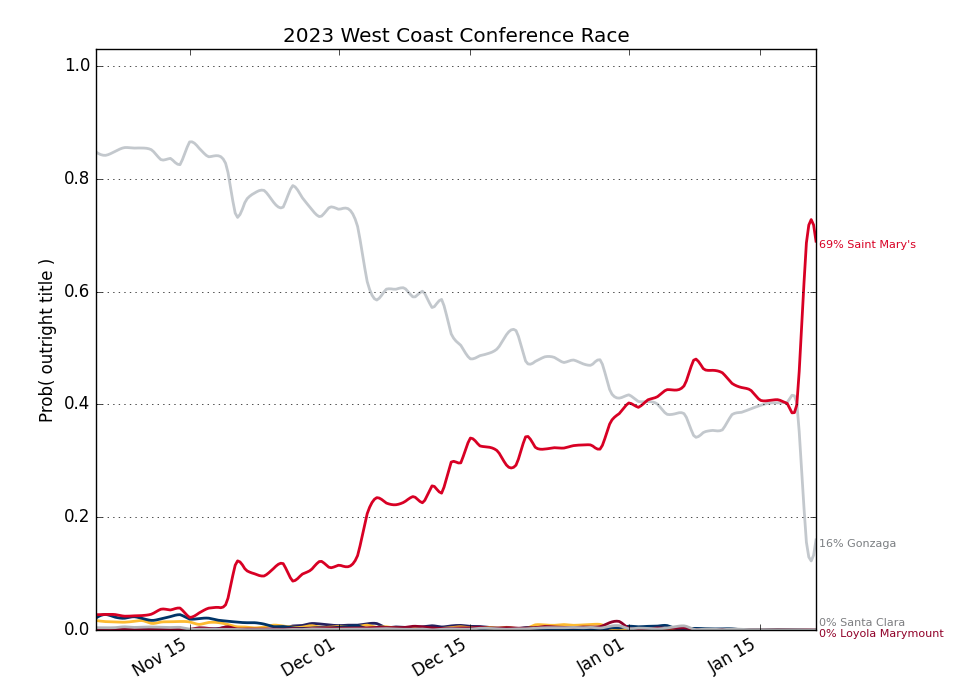 2023 West Coast Conference Race
Prob( outright title )
1.0
0.8
0.6
0.4
0.2
0.0
69% Saint Mary's
16% Gonzaga
0% Santa Clara
0% Loyola Marymount
Nov 15
Dec 01
Dec 15
Jan 01
Jan 15